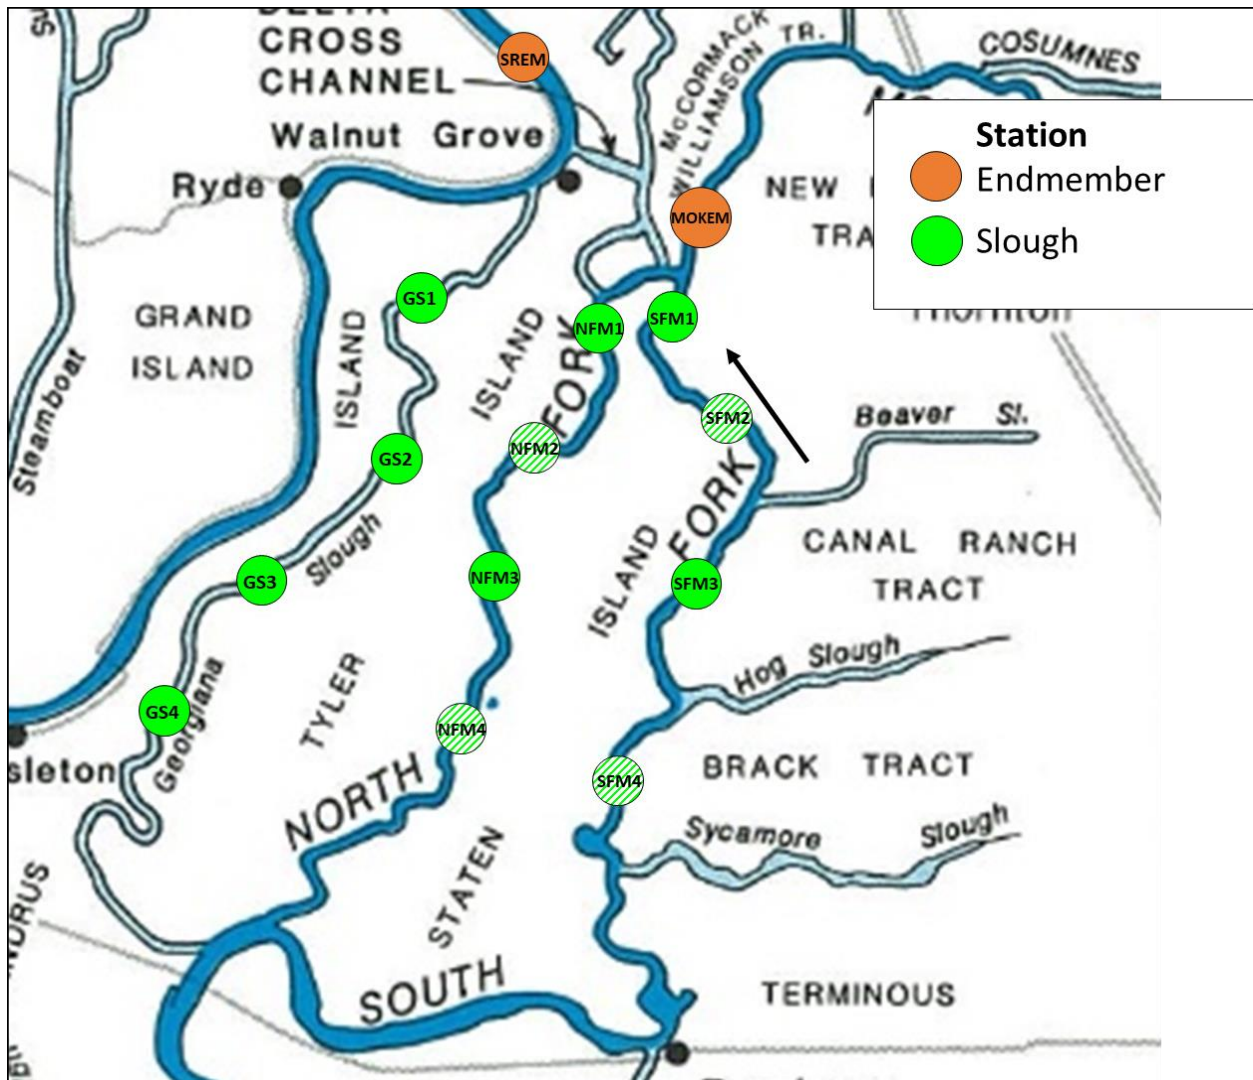 CROSS
CHANNEL
SREM
Walnut Grove
Ryde
McCORMACK
WILLIAMSON
TR.
COSUMNES
Station
Endmember
Slough
MOKEM
NEW
GS1
GRAND
ISLAND
ISLAND
ISLAND
NFM1
SFM1
FORK
Steamboat
GS2
NFM2
SFM2
Beaver Sl.
Slough
GS3
NFM3
ISLAND
FORK
SFM3
CANAL RANCH
TRACT
Hog Slough
GS4
Georgiana
TYLER
NFM4
NORTH
SFM4
BRACK TRACT
Sycamore Slough
STATEN
SOUTH
TERMINOUS